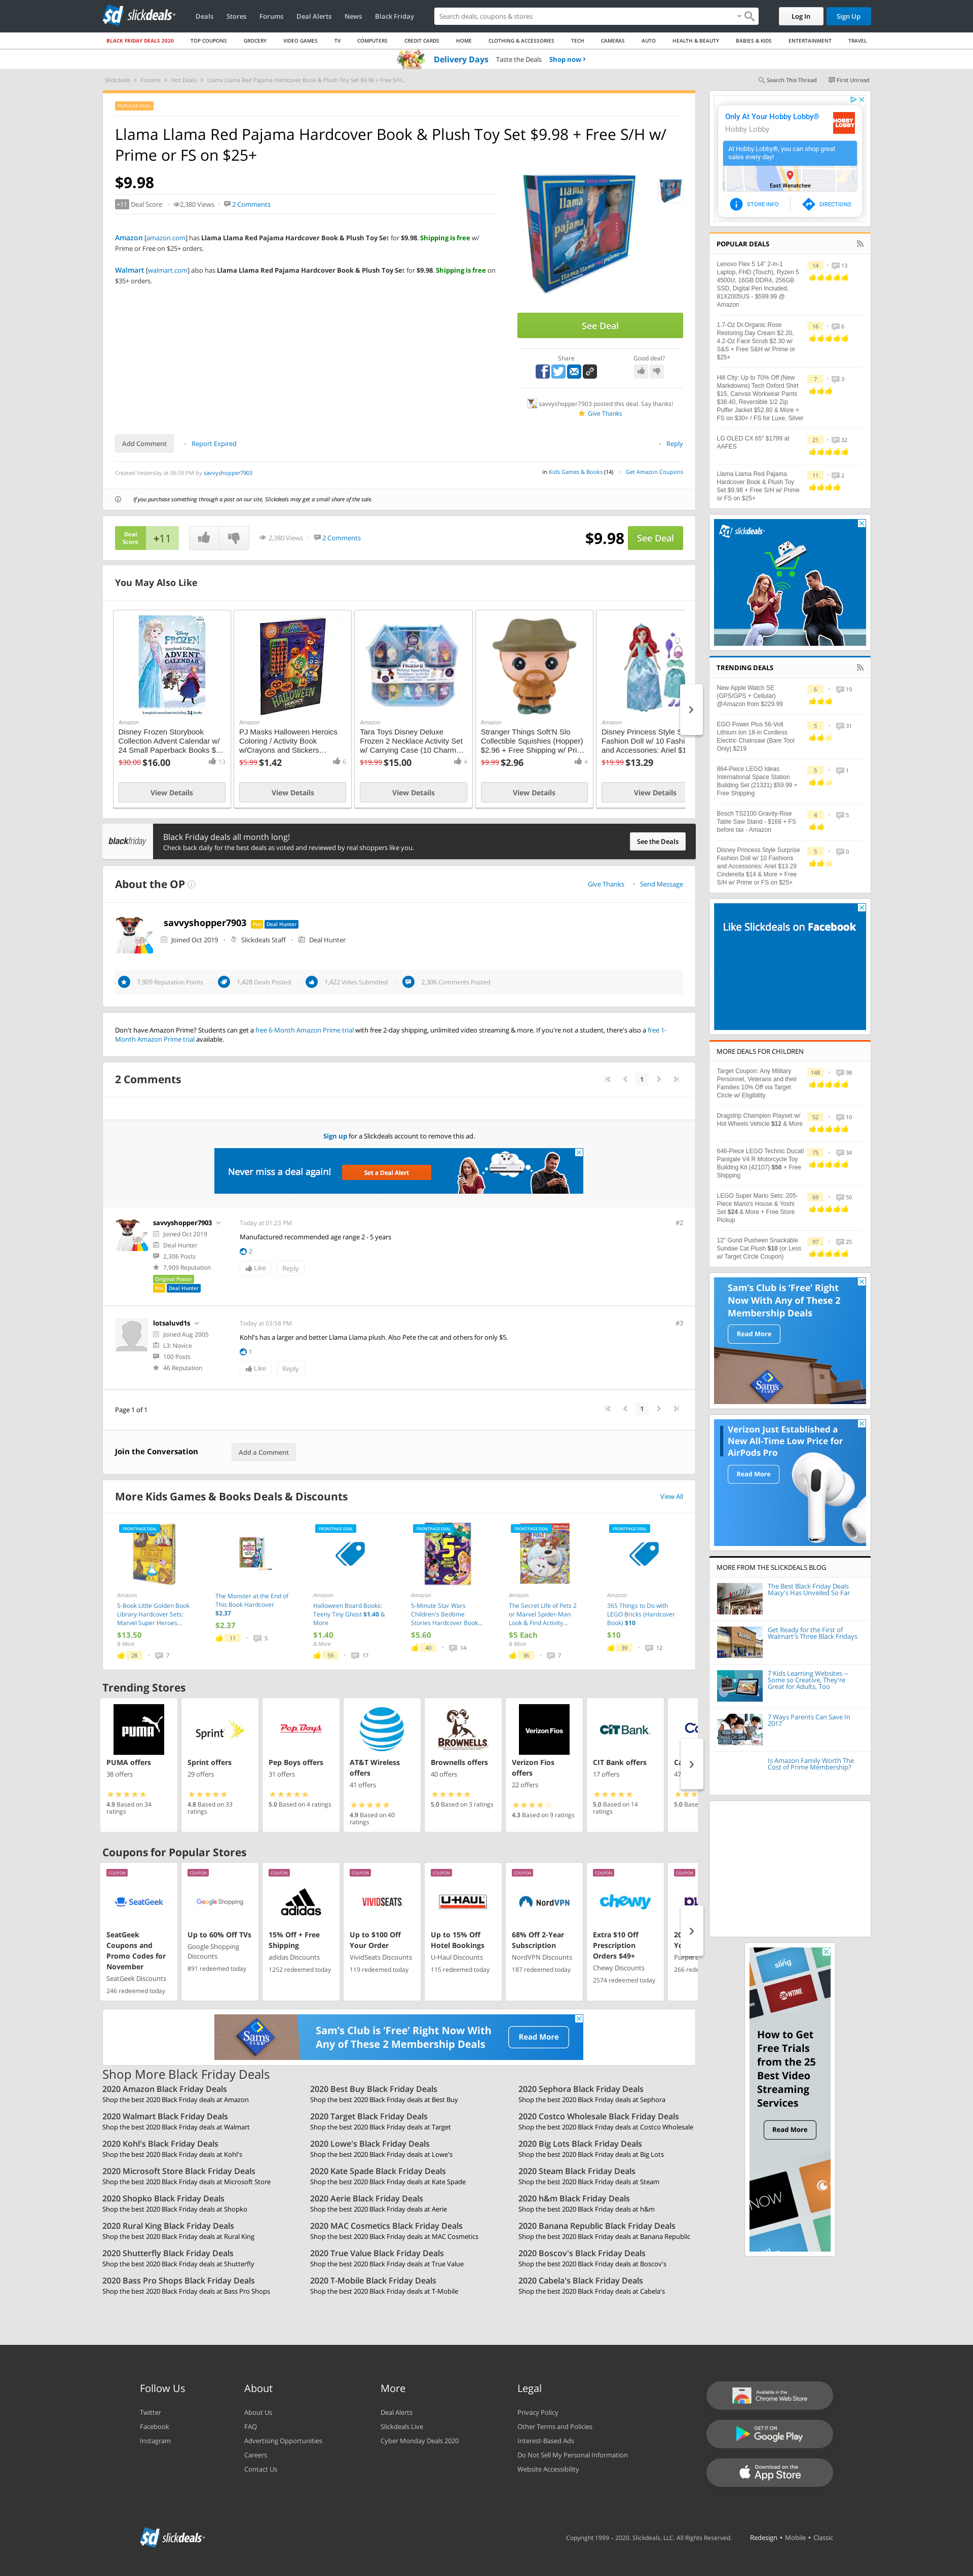 slickdeals
Deals Stores Forums Deal Alerts News Black Friday
Search deals, coupons & stores
Log In Sign Up
BLACK FRIDAY DEALS 2020 TOP COUPONS GROCERY VIDEO GAMES TV COMPUTERS CREDIT CARDS HOME CLOTHING & ACCESSORIES TECH CAMERAS AUTO HEALTH & BEAUTY BABIES & KIDS ENTERTAINMENT TRAVEL
Delivery Days Taste the Deals Shop now ›
Slickdeals › Forums › Hot Deals › Llama Llama Red Pajama Hardcover Book & Plush Toy Set $9.98 + Free S/H...
Search This Thread First Unread
POPULAR DEAL
Llama Llama Red Pajama Hardcover Book & Plush Toy Set $9.98 + Free S/H w/
Prime or FS on $25+
$9.98
+11 Deal Score • 2,380 Views • 2 Comments
Amazon [amazon.com] has Llama Llama Red Pajama Hardcover Book & Plush Toy Set for $9.98. Shipping is free w/
Prime or Free on $25+ orders.
Walmart [walmart.com] also has Llama Llama Red Pajama Hardcover Book & Plush Toy Set for $9.98. Shipping is free on
$35+ orders.
llama llama
red pajama
See Deal
Share Good deal?
savvyshopper7903 posted this deal. Say thanks!
Give Thanks
Add Comment • Report Expired • Reply
Created Yesterday at 06:59 PM by savvyshopper7903
in Kids Games & Books (14) • Get Amazon Coupons
If you purchase something through a post on our site, Slickdeals may get a small share of the sale.
Deal
Score
+11
2,380 Views • 2 Comments
$9.98 See Deal
You May Also Like
Amazon
Disney Frozen Storybook
Collection Advent Calendar w/
24 Small Paperback Books $...
$30.00 $16.00 13
View Details
Amazon
PJ Masks Halloween Heroics
Coloring / Activity Book
w/Crayons and Stickers...
$5.99 $1.42 6
View Details
Amazon
Tara Toys Disney Deluxe
Frozen 2 Necklace Activity Set
w/ Carrying Case (10 Charm...
$19.99 $15.00 4
View Details
Amazon
Stranger Things Soft'N Slo
Collectible Squishies (Hopper)
$2.96 + Free Shipping w/ Pri...
$9.99 $2.96 4
View Details
Amazon
Disney Princess Style S
Fashion Doll w/ 10 Fashi
and Accessories: Ariel $1
$19.99 $13.29
View Details
blackfriday
Black Friday deals all month long!
Check back daily for the best deals as voted and reviewed by real shoppers like you.
See the Deals
About the OP
Give Thanks • Send Message
savvyshopper7903 Pro Deal Hunter
Joined Oct 2019 • Slickdeals Staff • Deal Hunter
7,909 Reputation Points 1,428 Deals Posted 1,422 Votes Submitted 2,306 Comments Posted
Don't have Amazon Prime? Students can get a free 6-Month Amazon Prime trial with free 2-day shipping, unlimited video streaming & more. If you're not a student, there's also a free 1-
Month Amazon Prime trial available.
2 Comments
1
Sign up for a Slickdeals account to remove this ad.
Never miss a deal again! Set a Deal Alert
savvyshopper7903
Joined Oct 2019
Deal Hunter
2,306 Posts
7,909 Reputation
Original Poster
Pro Deal Hunter
Today at 01:23 PM #2
Manufactured recommended age range 2 - 5 years
2
Like Reply
lotsaluvd1s
Joined Aug 2005
L3: Novice
100 Posts
46 Reputation
Today at 03:58 PM #3
Kohl's has a larger and better Llama Llama plush. Also Pete the cat and others for only $5.
1
Like Reply
Page 1 of 1
1
Join the Conversation Add a Comment
More Kids Games & Books Deals & Discounts View All
FRONTPAGE DEAL
Amazon
5-Book Little Golden Book
Library Hardcover Sets:
Marvel Super Heroes...
$13.50
& More
28 • 7
The Monster at the End of
This Book Hardcover
$2.37
$2.37
11 • 5
FRONTPAGE DEAL
Amazon
Halloween Board Books:
Teeny Tiny Ghost $1.40 &
More
$1.40
& More
59 • 17
FRONTPAGE DEAL
Amazon
5-Minute Star Wars
Children's Bedtime
Stories Hardcover Book...
$5.60
40 • 14
FRONTPAGE DEAL
Amazon
The Secret Life of Pets 2
or Marvel Spider-Man
Look & Find Activity...
$5 Each
& More
36 • 7
FRONTPAGE DEAL
Amazon
365 Things to Do with
LEGO Bricks (Hardcover
Book) $10
$10
39 • 12
Trending Stores
PUMA
PUMA offers
38 offers
4.9 Based on 34
ratings
Sprint
Sprint offers
29 offers
4.8 Based on 33
ratings
Pep Boys
Pep Boys offers
31 offers
5.0 Based on 4 ratings
AT&T Wireless
offers
41 offers
4.9 Based on 40
ratings
BROWNELLS
Brownells offers
40 offers
5.0 Based on 3 ratings
Verizon Fios
Verizon Fios
offers
22 offers
4.3 Based on 9 ratings
CIT BANK
CIT Bank offers
17 offers
5.0 Based on 14
ratings
Ca
47
5.0 Base
Coupons for Popular Stores
COUPON
SeatGeek
SeatGeek
Coupons and
Promo Codes for
November
SeatGeek Discounts
246 redeemed today
COUPON
Google Shopping
Up to 60% Off TVs
Google Shopping
Discounts
891 redeemed today
COUPON
adidas
15% Off + Free
Shipping
adidas Discounts
1252 redeemed today
COUPON
VIVIDSEATS
Up to $100 Off
Your Order
VividSeats Discounts
119 redeemed today
COUPON
U-HAUL
Up to 15% Off
Hotel Bookings
U-Haul Discounts
115 redeemed today
COUPON
NordVPN
68% Off 2-Year
Subscription
NordVPN Discounts
187 redeemed today
COUPON
chewy
Extra $10 Off
Prescription
Orders $49+
Chewy Discounts
2574 redeemed today
COUPON
20
Yo
Purple
266 rede
Sam's CLUB
Sam's Club is 'Free' Right Now With
Any of These 2 Membership Deals
Read More
Shop More Black Friday Deals
2020 Amazon Black Friday Deals
Shop the best 2020 Black Friday deals at Amazon
2020 Best Buy Black Friday Deals
Shop the best 2020 Black Friday deals at Best Buy
2020 Sephora Black Friday Deals
Shop the best 2020 Black Friday deals at Sephora
2020 Walmart Black Friday Deals
Shop the best 2020 Black Friday deals at Walmart
2020 Target Black Friday Deals
Shop the best 2020 Black Friday deals at Target
2020 Costco Wholesale Black Friday Deals
Shop the best 2020 Black Friday deals at Costco Wholesale
2020 Kohl's Black Friday Deals
Shop the best 2020 Black Friday deals at Kohl's
2020 Lowe's Black Friday Deals
Shop the best 2020 Black Friday deals at Lowe's
2020 Big Lots Black Friday Deals
Shop the best 2020 Black Friday deals at Big Lots
2020 Microsoft Store Black Friday Deals
Shop the best 2020 Black Friday deals at Microsoft Store
2020 Kate Spade Black Friday Deals
Shop the best 2020 Black Friday deals at Kate Spade
2020 Steam Black Friday Deals
Shop the best 2020 Black Friday deals at Steam
2020 Shopko Black Friday Deals
Shop the best 2020 Black Friday deals at Shopko
2020 Aerie Black Friday Deals
Shop the best 2020 Black Friday deals at Aerie
2020 h&m Black Friday Deals
Shop the best 2020 Black Friday deals at h&m
2020 Rural King Black Friday Deals
Shop the best 2020 Black Friday deals at Rural King
2020 MAC Cosmetics Black Friday Deals
Shop the best 2020 Black Friday deals at MAC Cosmetics
2020 Banana Republic Black Friday Deals
Shop the best 2020 Black Friday deals at Banana Republic
2020 Shutterfly Black Friday Deals
Shop the best 2020 Black Friday deals at Shutterfly
2020 True Value Black Friday Deals
Shop the best 2020 Black Friday deals at True Value
2020 Boscov's Black Friday Deals
Shop the best 2020 Black Friday deals at Boscov's
2020 Bass Pro Shops Black Friday Deals
Shop the best 2020 Black Friday deals at Bass Pro Shops
2020 T-Mobile Black Friday Deals
Shop the best 2020 Black Friday deals at T-Mobile
2020 Cabela's Black Friday Deals
Shop the best 2020 Black Friday deals at Cabela's
Only At Your Hobby Lobby®
Hobby Lobby
HOBBY LOBBY
At Hobby Lobby®, you can shop great
sales every day!
East Wenatchee
STORE INFO DIRECTIONS
POPULAR DEALS
Lenovo Flex 5 14" 2-in-1
Laptop, FHD (Touch), Ryzen 5
4500U, 16GB DDR4, 256GB
SSD, Digital Pen Included,
81X2005US - $599.99 @
Amazon
14 • 13
1.7-Oz Dr.Organic Rose
Restoring Day Cream $2.20,
4.2-Oz Face Scrub $2.30 w/
S&S + Free S&H w/ Prime or
$25+
16 • 6
Hill City: Up to 70% Off (New
Markdowns) Tech Oxford Shirt
$15, Canvas Workwear Pants
$38.40, Reversible 1/2 Zip
Puffer Jacket $52.80 & More +
FS on $30+ / FS for Luxe, Silver
7 • 3
LG OLED CX 65" $1799 at
AAFES
21 • 32
Llama Llama Red Pajama
Hardcover Book & Plush Toy
Set $9.98 + Free S/H w/ Prime
or FS on $25+
11 • 2
slickdeals
TRENDING DEALS
New Apple Watch SE
(GPS/GPS + Cellular)
@Amazon from $229.99
6 • 19
EGO Power Plus 56-Volt
Lithium Ion 18-in Cordless
Electric Chainsaw (Bare Tool
Only) $219
5 • 31
864-Piece LEGO Ideas
International Space Station
Building Set (21321) $59.99 +
Free Shipping
5 • 1
Bosch TS2100 Gravity-Rise
Table Saw Stand - $168 + FS
before tax - Amazon
4 • 5
Disney Princess Style Surprise
Fashion Doll w/ 10 Fashions
and Accessories: Ariel $13.29
Cinderella $14 & More + Free
S/H w/ Prime or FS on $25+
5 • 0
Like Slickdeals on Facebook
MORE DEALS FOR CHILDREN
Target Coupon: Any Military
Personnel, Veterans and their
Families 10% Off via Target
Circle w/ Eligibility
148 • 98
Dragstrip Champion Playset w/
Hot Wheels Vehicle $12 & More
52 • 10
646-Piece LEGO Technic Ducati
Panigale V4 R Motorcycle Toy
Building Kit (42107) $56 + Free
Shipping
75 • 34
LEGO Super Mario Sets: 205-
Piece Mario's House & Yoshi
Set $24 & More + Free Store
Pickup
69 • 50
12" Gund Pusheen Snackable
Sundae Cat Plush $10 (or Less
w/ Target Circle Coupon)
97 • 25
Sam's Club is 'Free' Right
Now With Any of These 2
Membership Deals
Read More
Sam's
Verizon Just Established a
New All-Time Low Price for
AirPods Pro
Read More
MORE FROM THE SLICKDEALS BLOG
The Best Black Friday Deals
Macy's Has Unveiled So Far
Get Ready for the First of
Walmart's Three Black Fridays
7 Kids Learning Websites --
Some so Creative, They're
Great for Adults, Too
7 Ways Parents Can Save In
2017
Is Amazon Family Worth The
Cost of Prime Membership?
sling
SHOWTIME
How to Get
Free Trials
from the 25
Best Video
Streaming
Services
Read More
NOW
Follow Us
Twitter
Facebook
Instagram
About
About Us
FAQ
Advertising Opportunities
Careers
Contact Us
More
Deal Alerts
Slickdeals Live
Cyber Monday Deals 2020
Legal
Privacy Policy
Other Terms and Policies
Interest-Based Ads
Do Not Sell My Personal Information
Website Accessibility
Available in the
Chrome Web Store
GET IT ON
Google Play
Download on the
App Store
slickdeals
Copyright 1999 – 2020. Slickdeals, LLC. All Rights Reserved. Redesign • Mobile • Classic